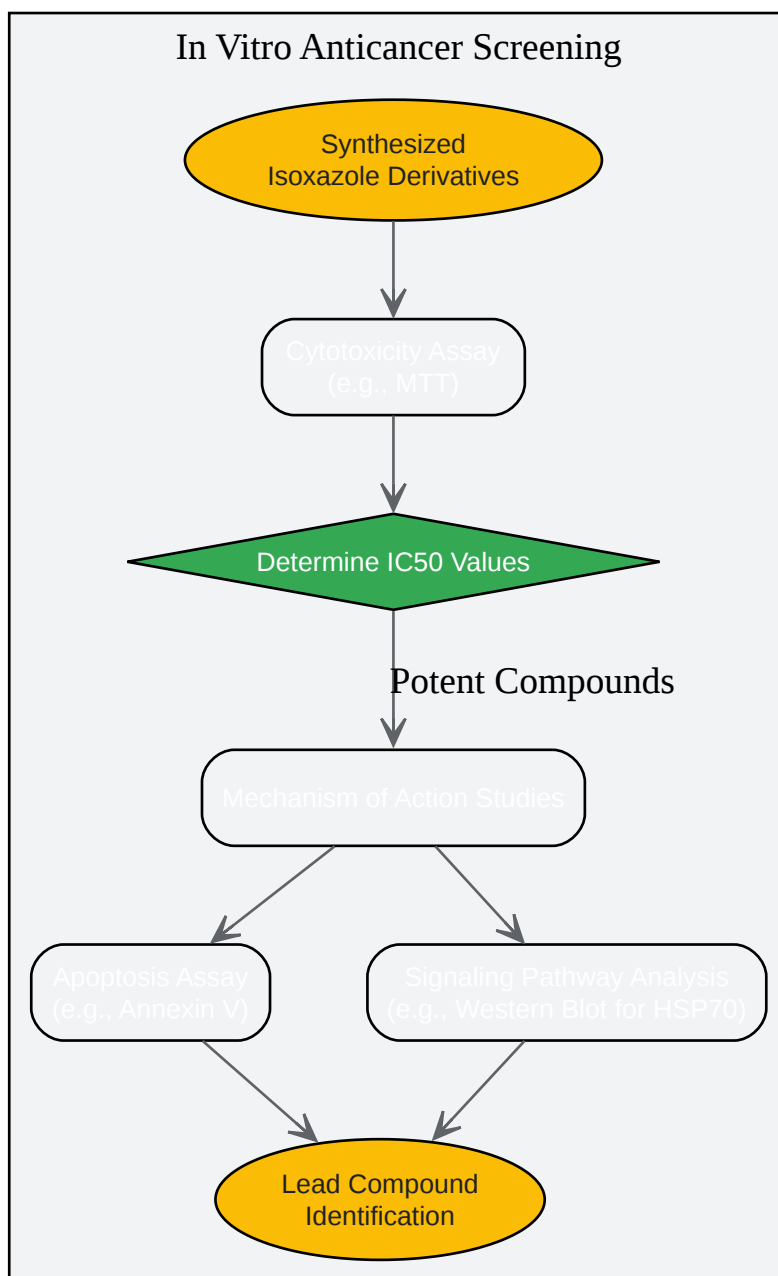 In Vitro Anticancer Screening
Synthesized
Isoxazole Derivatives
Cytotoxicity Assay
(e.g., MTT)
Determine IC50 Values
Potent Compounds
Mechanism of Action Studies
Apoptosis Assay
(e.g., Annexin V)
Signaling Pathway Analysis
(e.g., Western Blot for HSP70)
Lead Compound
Identification